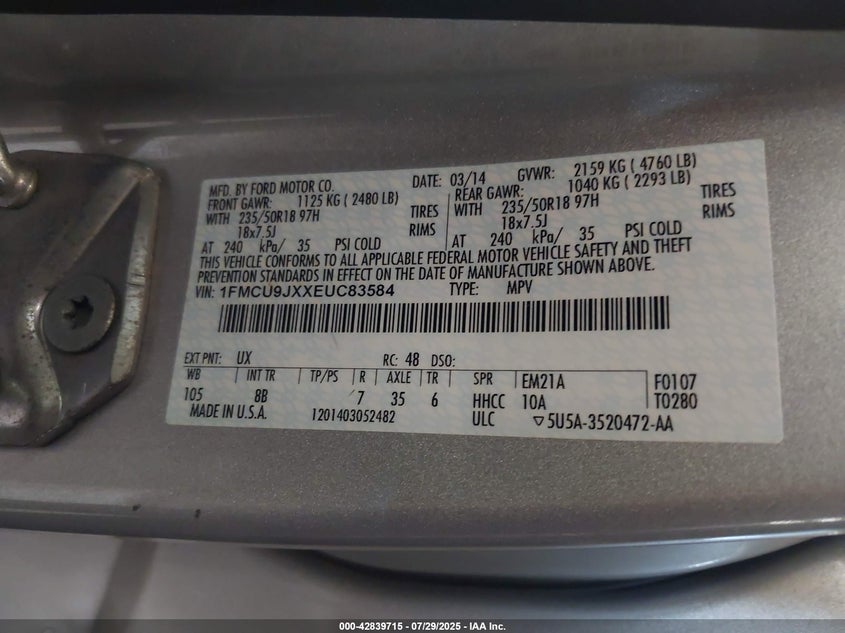 MFD. BY FORD MOTOR CO. DATE: 03/14 GVWR: 2159 KG ( 4760 LB)
FRONT GAWR: 1125 KG ( 2480 LB) REAR GAWR: 1040 KG ( 2293 LB)
WITH 235/50R18 97H TIRES WITH 235/50R18 97H TIRES
18x7.5J RIMS 18x7.5J RIMS
AT 240 kPa/ 35 PSI COLD AT 240 kPa/ 35 PSI COLD
THIS VEHICLE CONFORMS TO ALL APPLICABLE FEDERAL MOTOR VEHICLE SAFETY AND THEFT
PREVENTION STANDARDS IN EFFECT ON THE DATE OF MANUFACTURE SHOWN ABOVE.
VIN: 1FMCU9JXXEUC83584 TYPE: MPV
EXT PNT: UX RC: 48 DSO:
WB INT TR TP/PS R AXLE TR SPR EM21A F0107
105 8B 7 35 6 HHCC 10A T0280
MADE IN U.S.A. 1201403052482 ULC 5U5A-3520472-AA
000-42839715 - 07/29/2025 - IAA Inc.